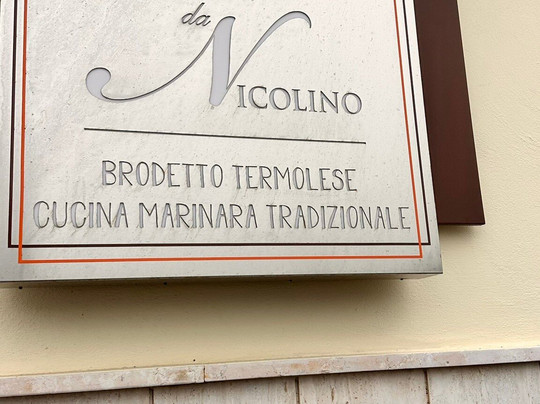 da
NICOLINO
BRODETTO TERMOLESE
CUCINA MARINARA TRADIZIONALE